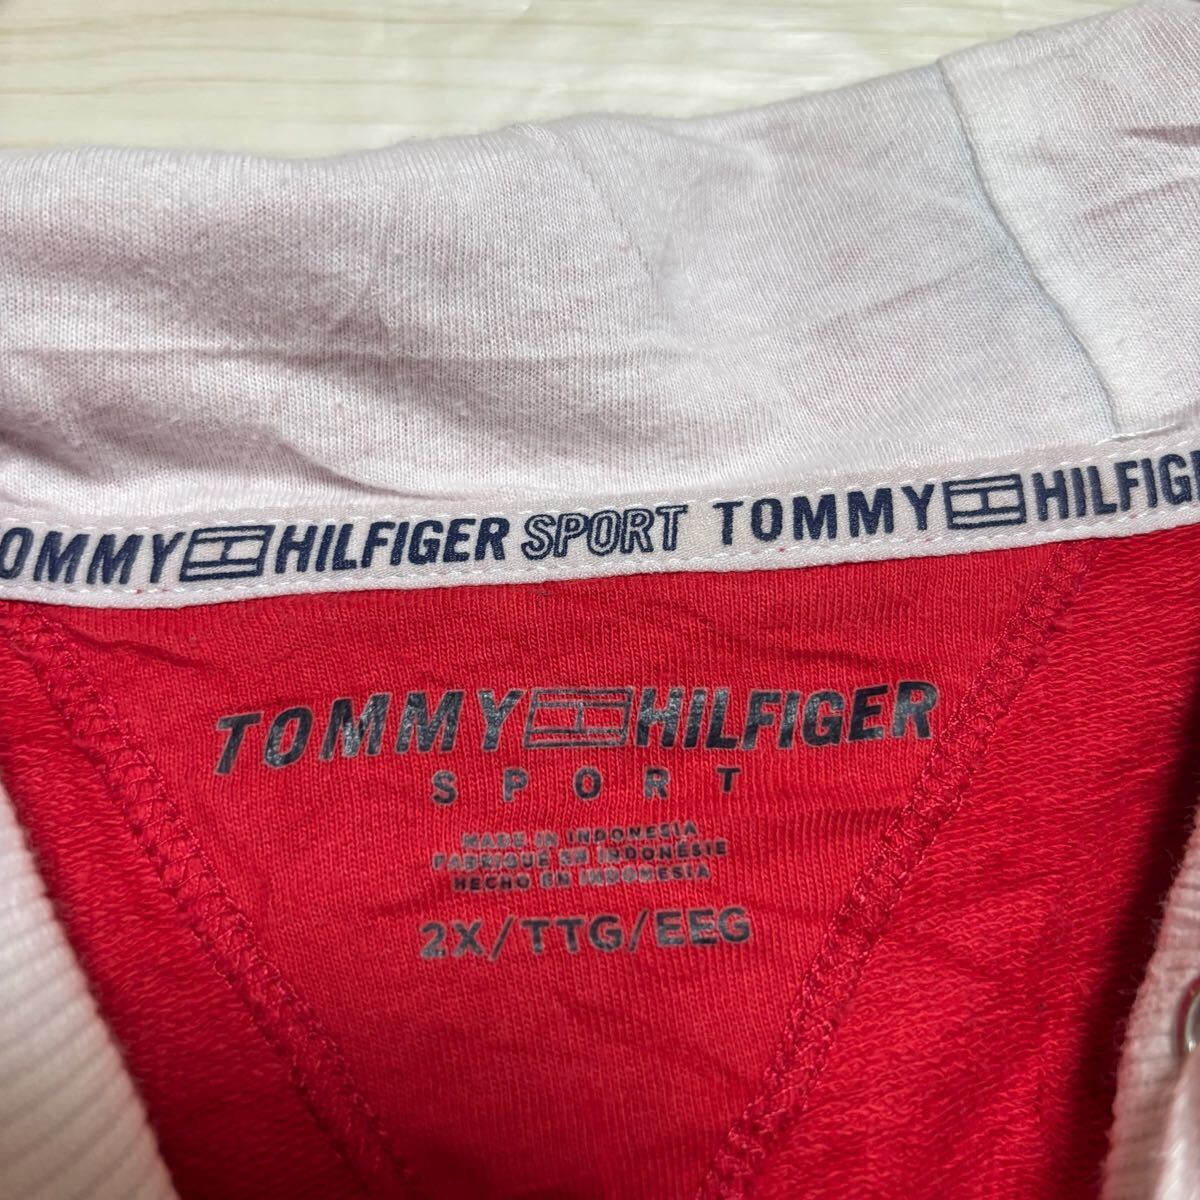 OMMY HILFIGER SPORT TOMMY HILFIG
TOMMY HILFIGER
SPORT
MADE IN INDONESIA
FABRIQUÉ EN INDONÉSIE
HECHO EN INDONESIA
2X/TTG/EEG